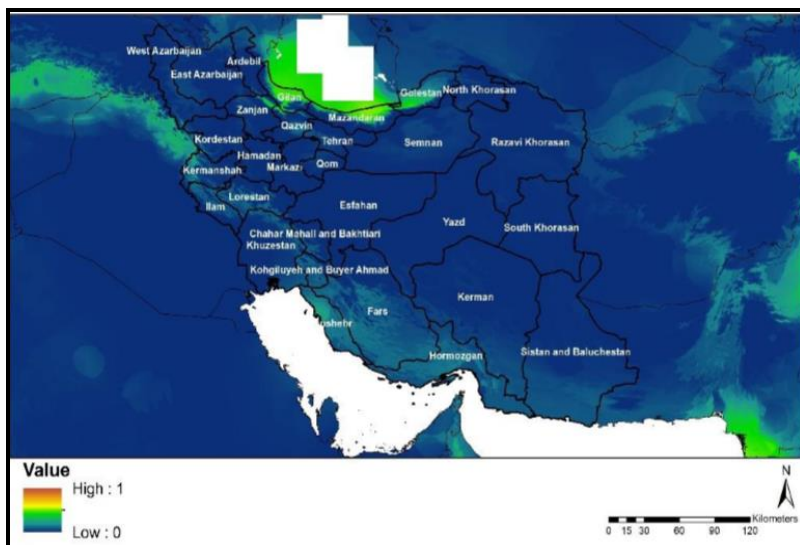 West Azarbaijan
Ardebil
East Azarbaijan
Gilan
Golestan
North Khorasan
Zanjan
Mazandaran
Qazvin
Kordestan
Tehran
Semnan
Razavi Khorasan
Hamadan
Kermanshah
Markazi
Qom
Lorestan
Ilam
Esfahan
Yazd
South Khorasan
Chahar Mahall and Bakhtiari
Khuzestan
Kohgiluyeh and Buyer Ahmad
Kerman
Fars
oshehr
Hormozgan
Sistan and Baluchestan
Value
High : 1
Low : 0
N
Kilometers
0 15 30 60 90 120